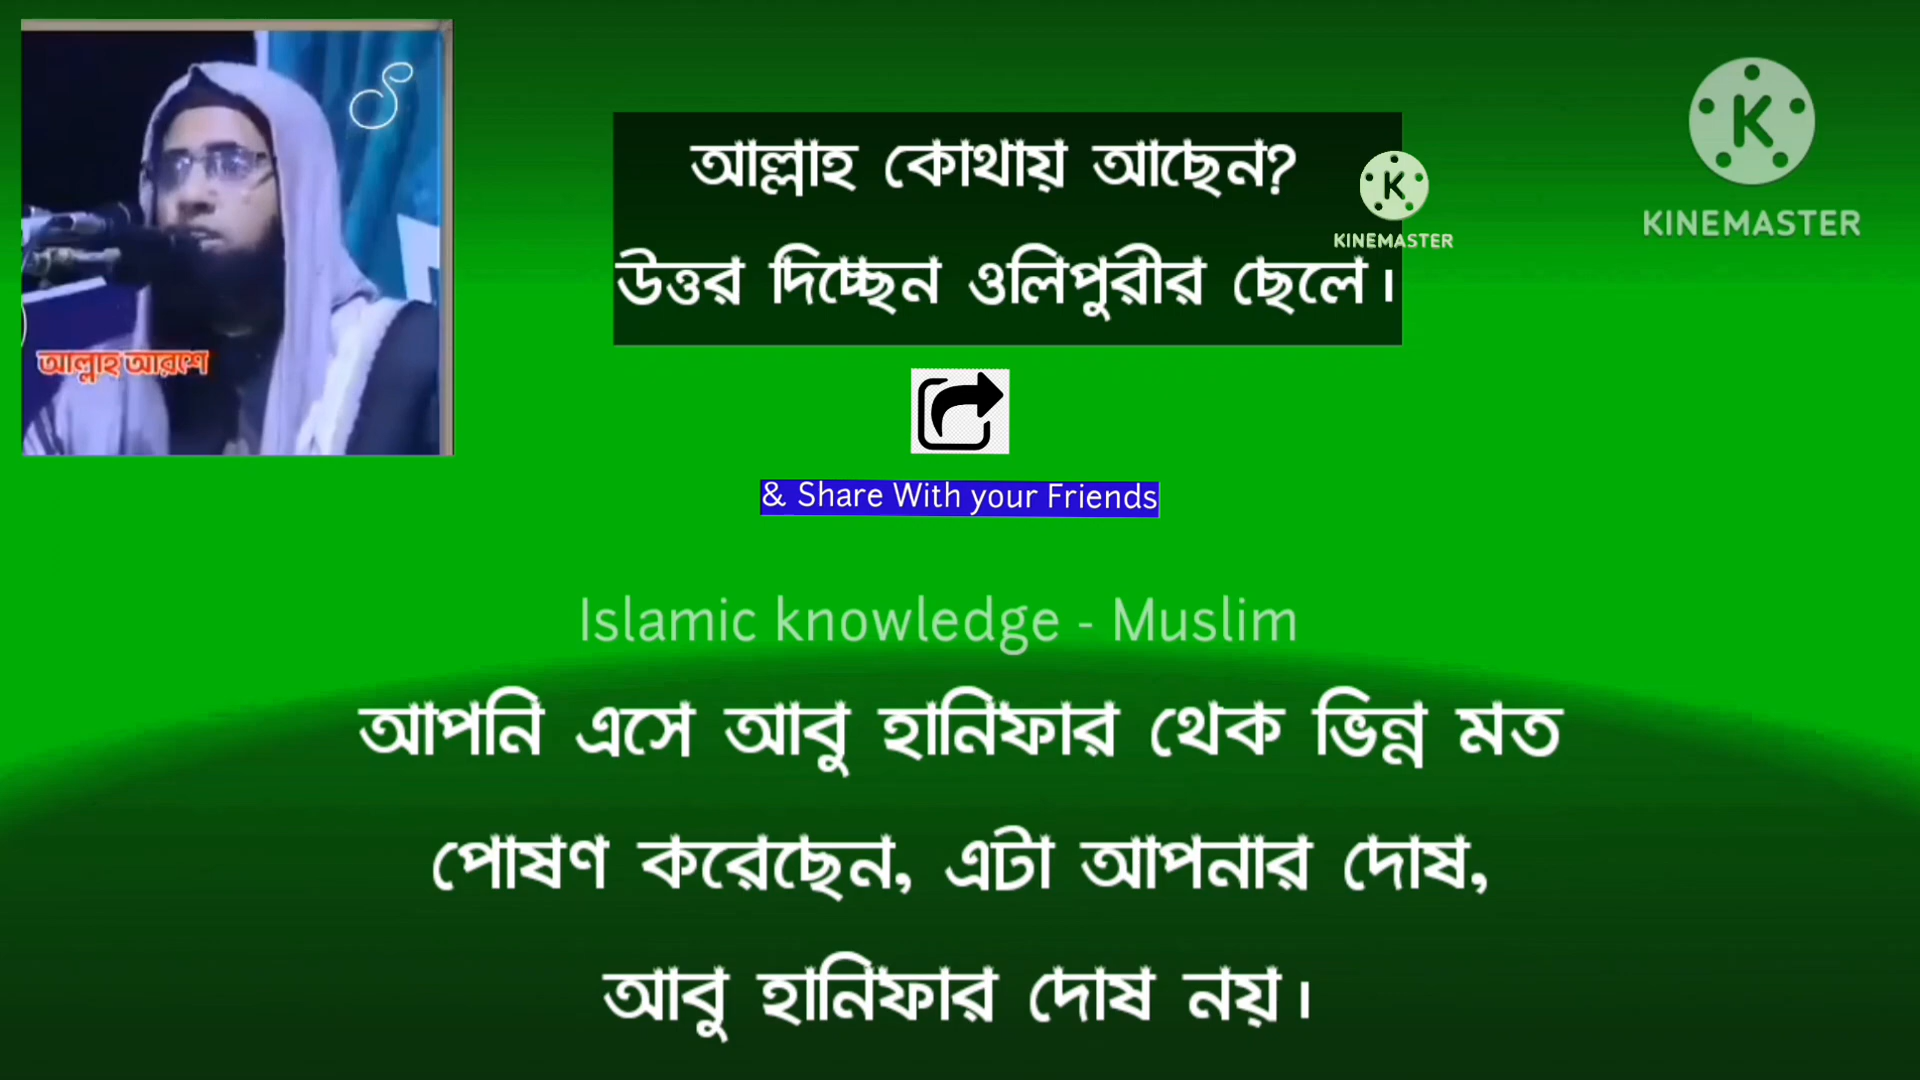 আল্লাহ কোথায় আছেন?
উত্তর দিচ্ছেন ওলিপুরীর ছেলে।
KINEMASTER
KINEMASTER
আল্লাহ আরশে
& Share With your Friends
Islamic knowledge - Muslim
আপনি এসে আবু হানিফার থেক ভিন্ন মত
পোষণ করেছেন, এটা আপনার দোষ,
আবু হানিফার দোষ নয়।